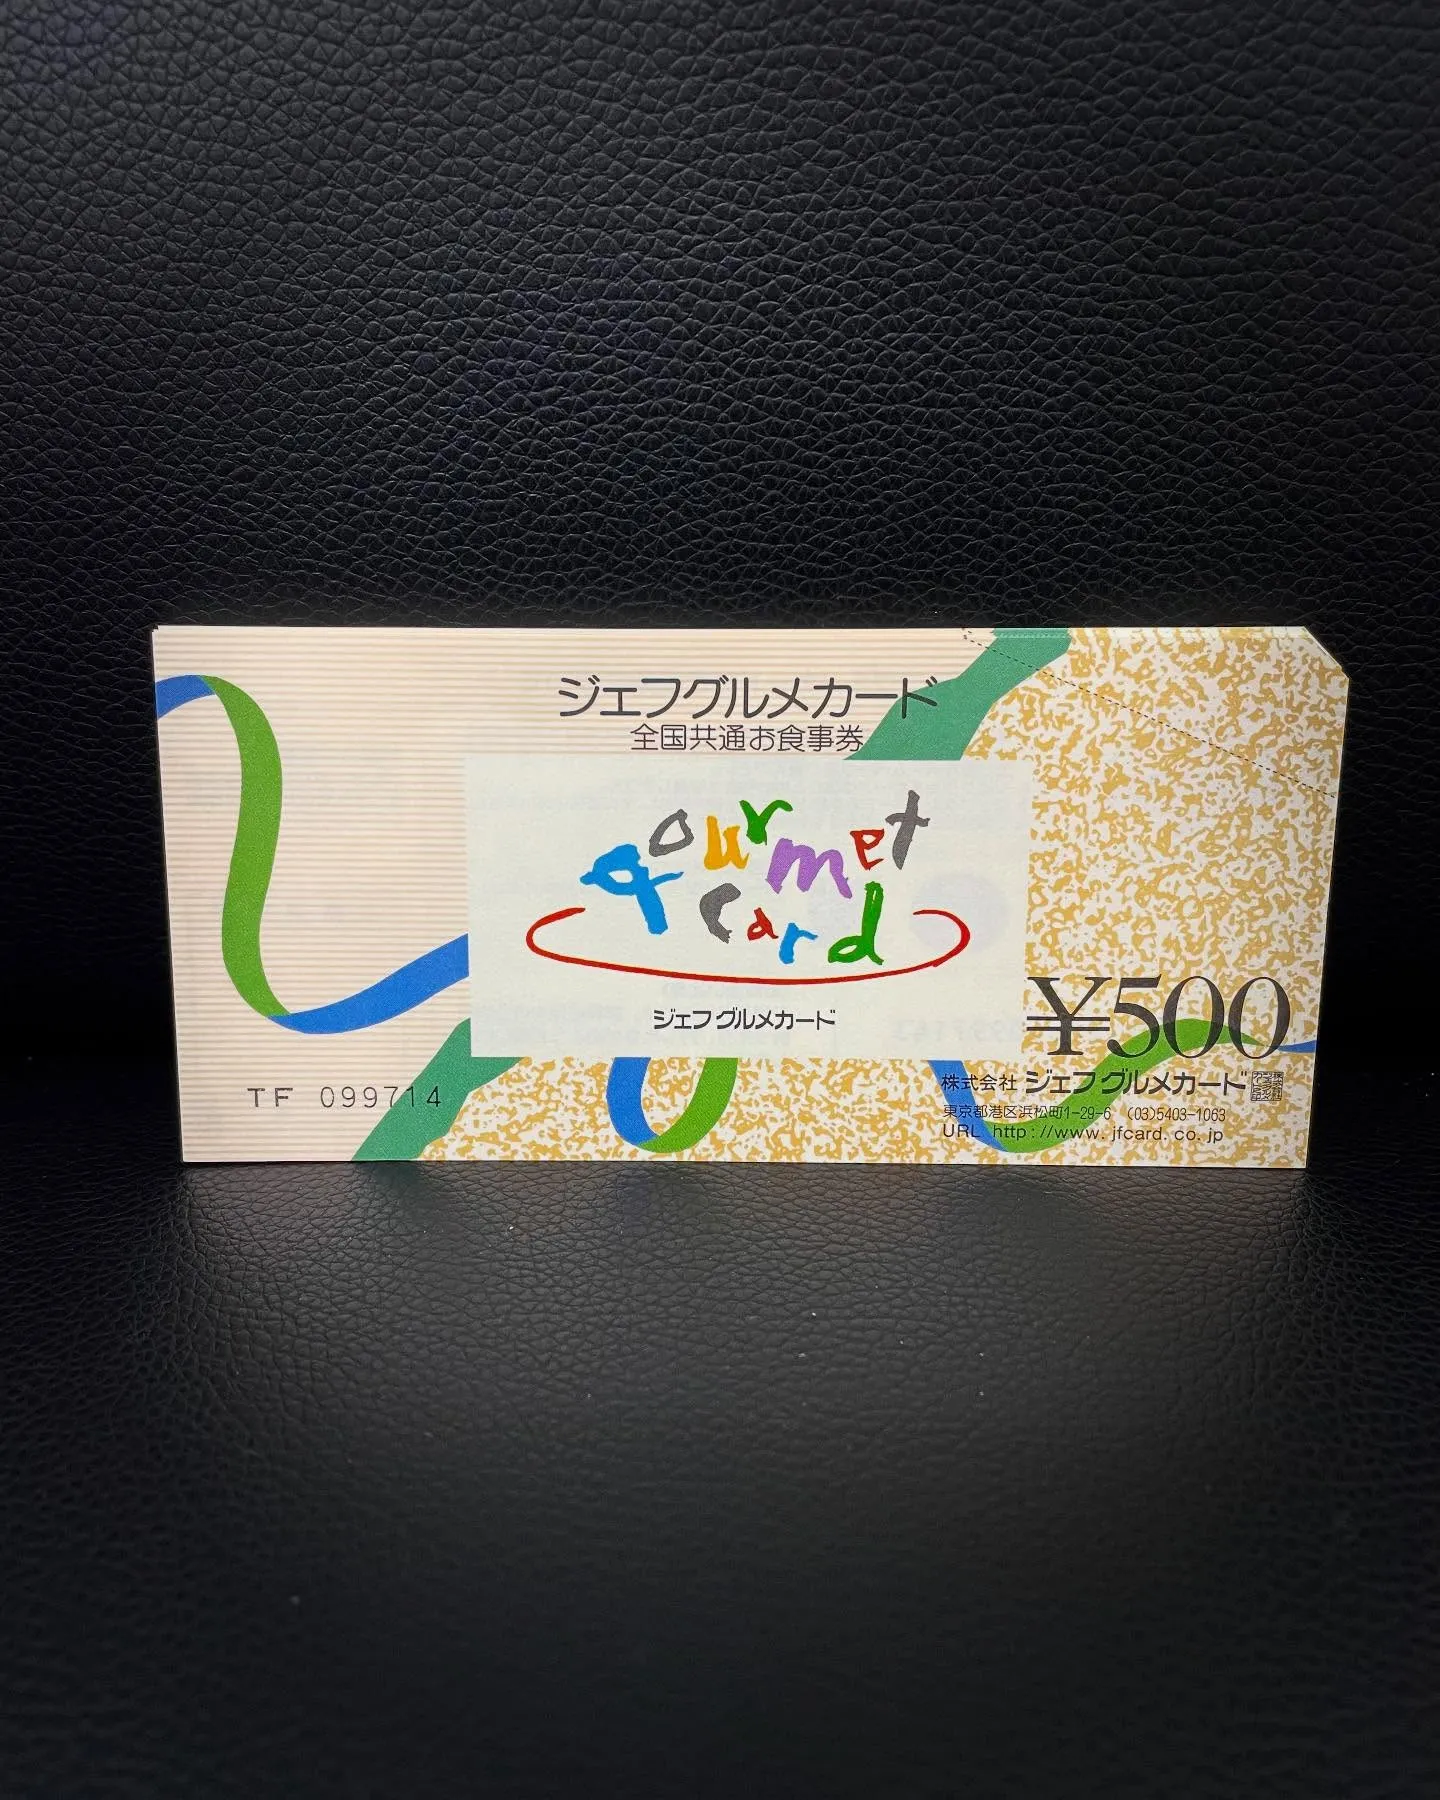 ジェフグルメカード
全国共通お食事券
gourmet
card
ジェフグルメカード
¥500
TF 099714
株式会社 ジェフグルメカード
東京都港区浜松町1-29-6 (03)5403-1063
URL http://www.jfcard.co.jp